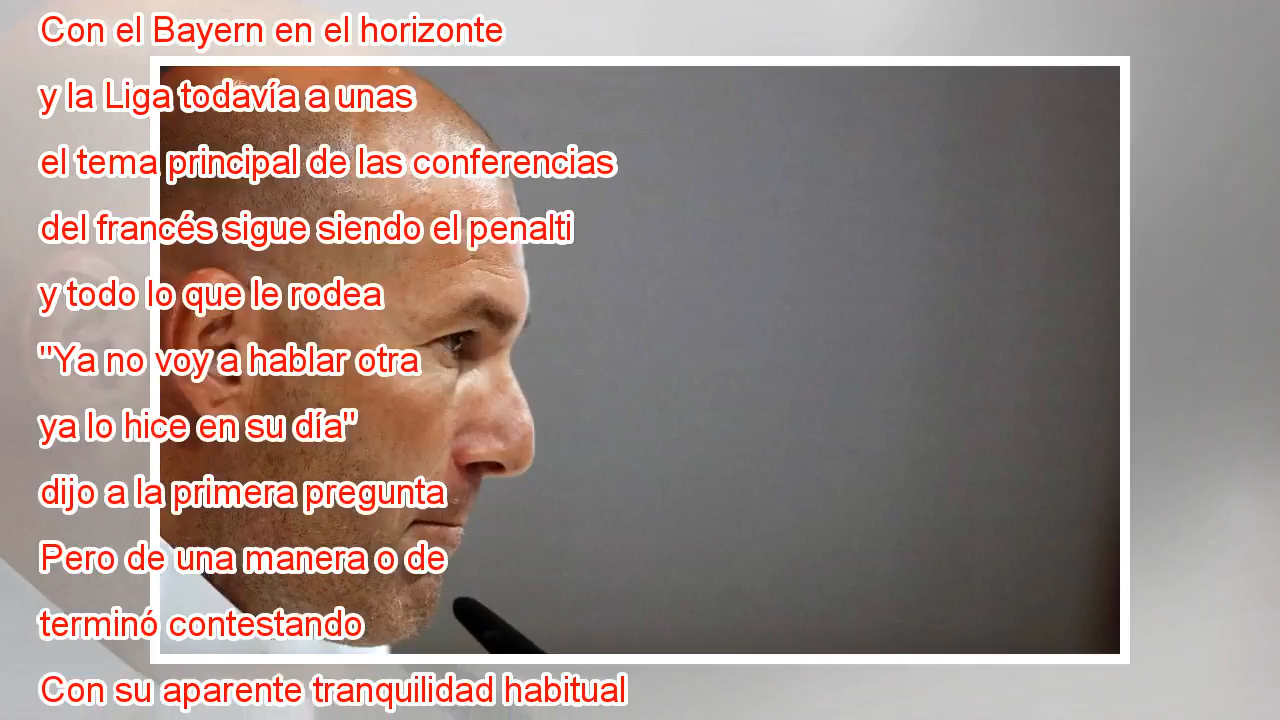 Con el Bayern en el horizonte
y la Liga todavía a unas
el tema principal de las conferencias
del francés sigue siendo el penalti
y todo lo que le rodea
"Ya no voy a hablar otra
ya lo hice en su día"
dijo a la primera pregunta
Pero de una manera o de
terminó contestando
Con su aparente tranquilidad habitual